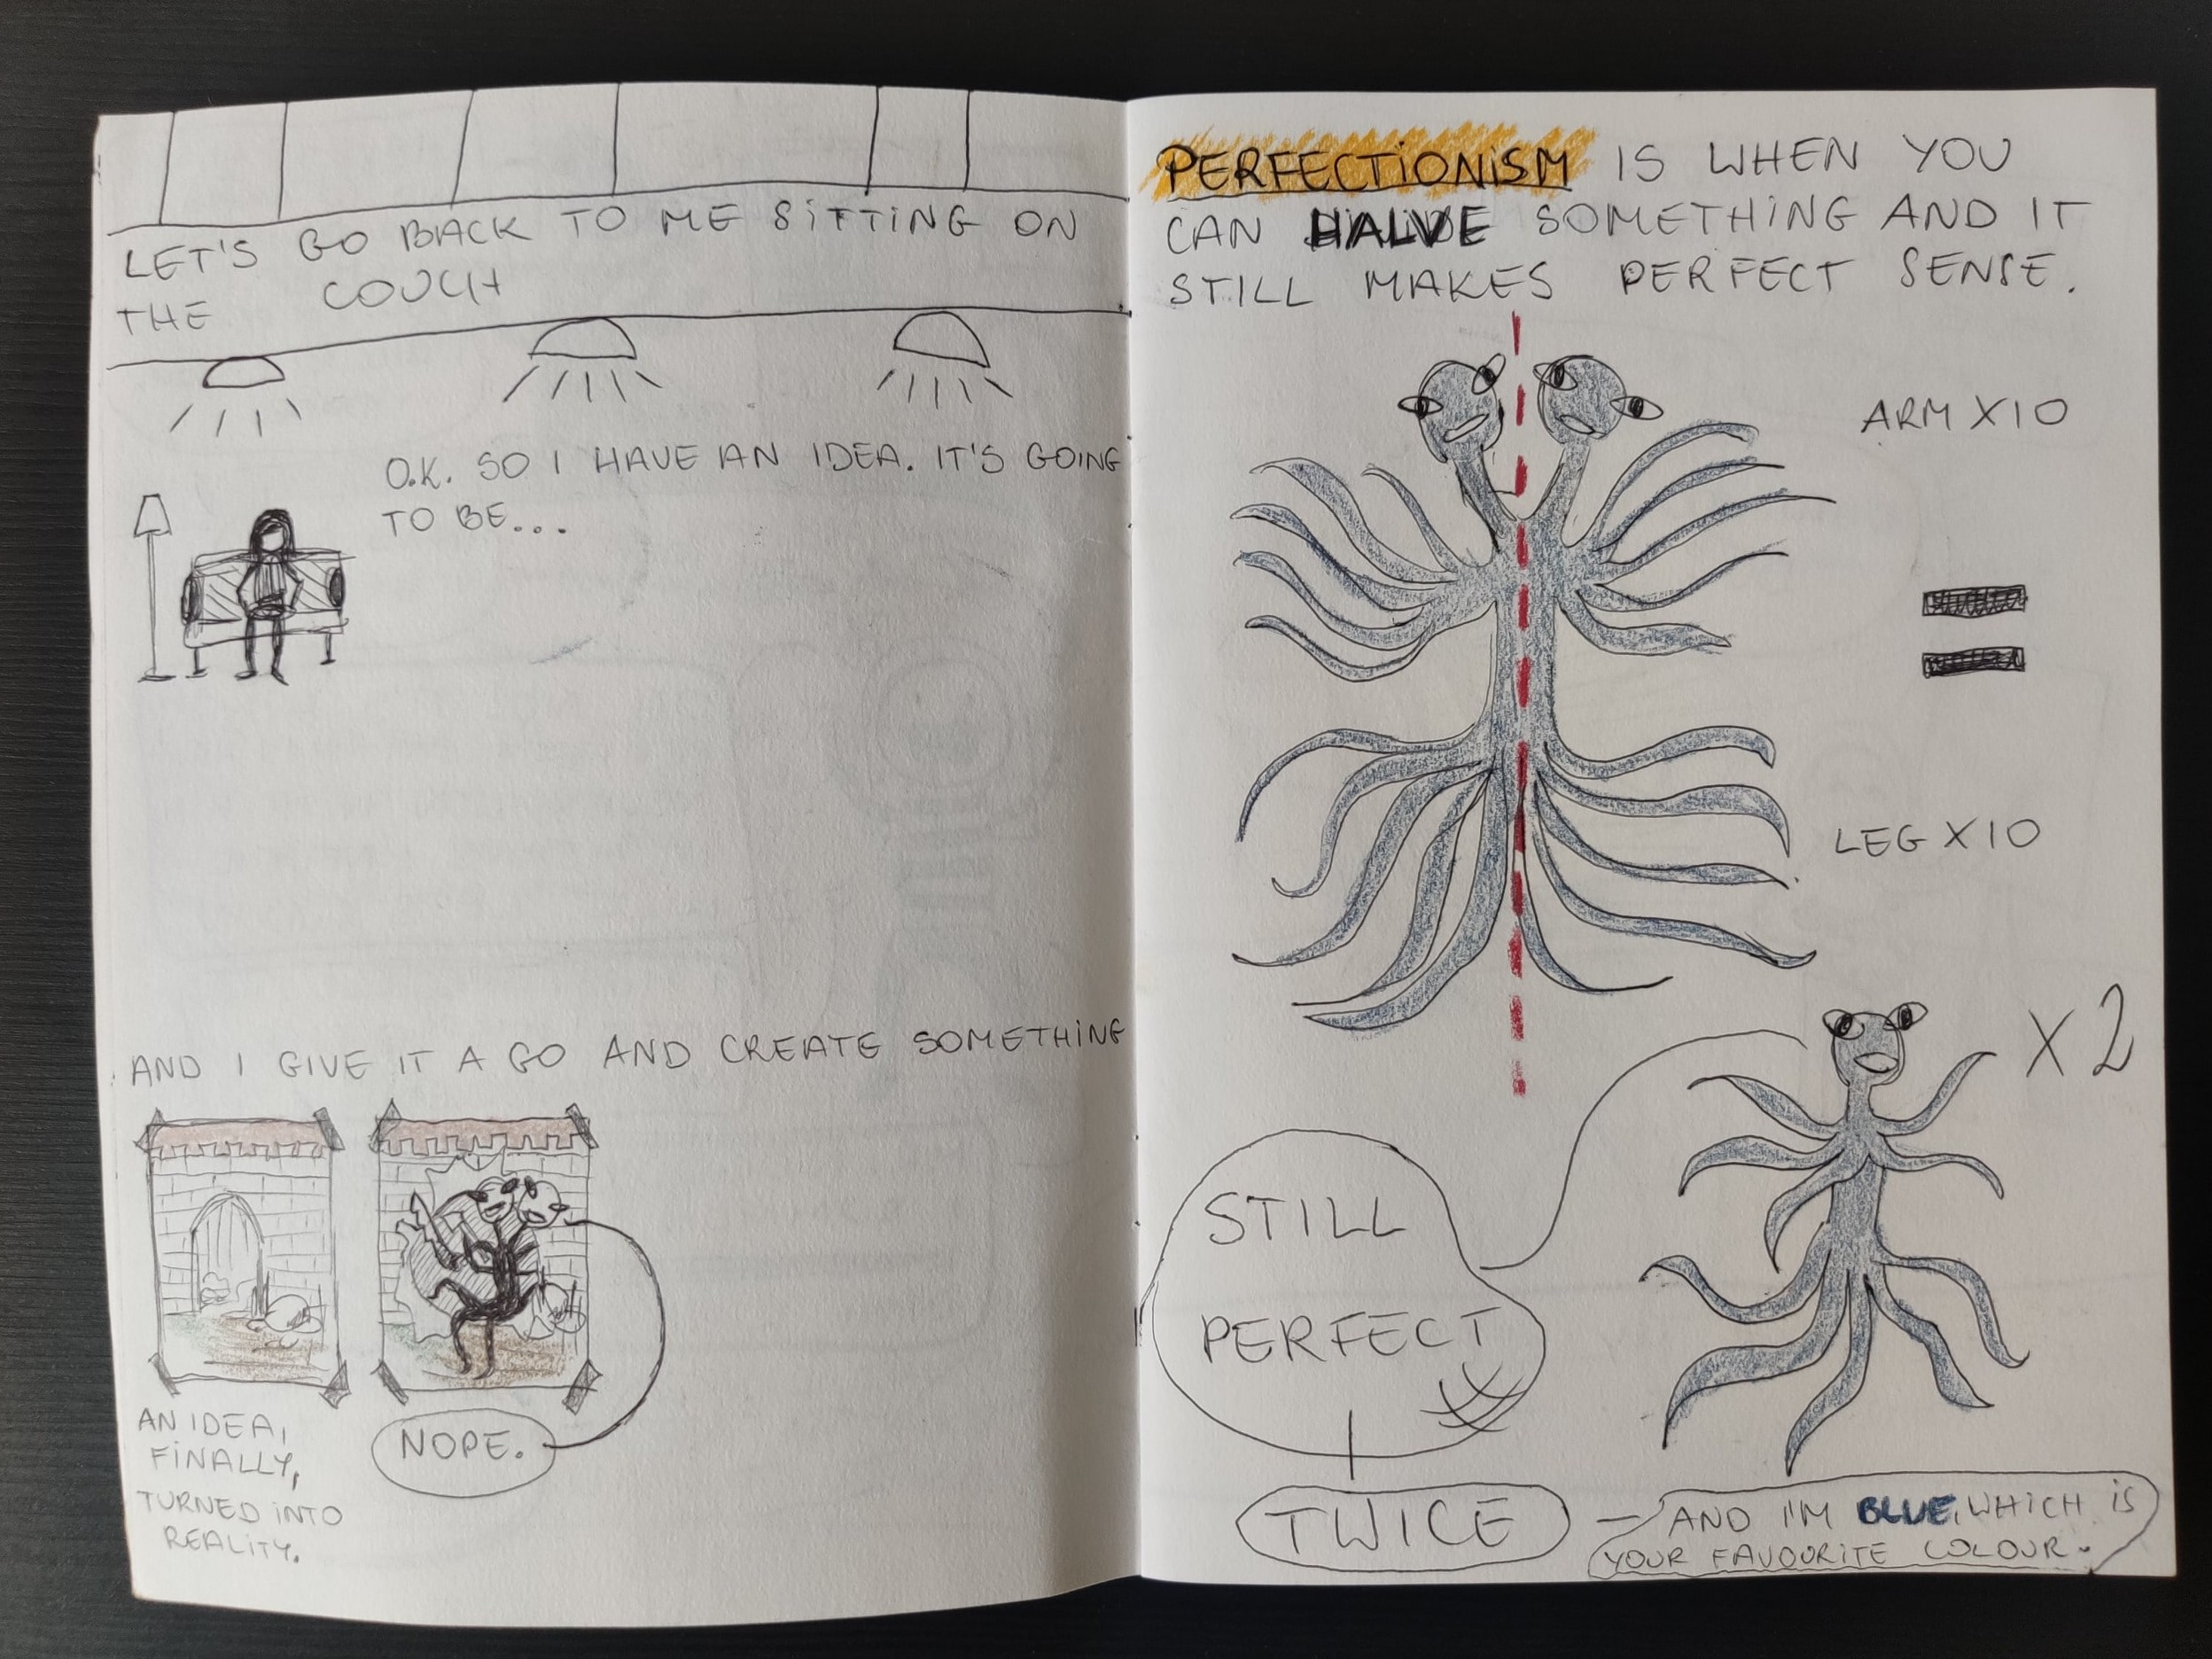 LET'S GO BACK TO ME SITTING ON
THE COUCH
O.K. SO I HAVE AN IDEA. IT'S GOING
TO BE...
AND I GIVE IT A GO AND CREATE SOMETHING
AN IDEA,
FINALLY,
TURNED INTO
REALITY.
NOPE.
PERFECTIONISM IS WHEN YOU
CAN HALVE SOMETHING AND IT
STILL MAKES PERFECT SENSE.
ARM X10
LEG X10
X2
STILL
PERFECT
TWICE
AND I'M BLUE, WHICH IS
YOUR FAVOURITE COLOUR.